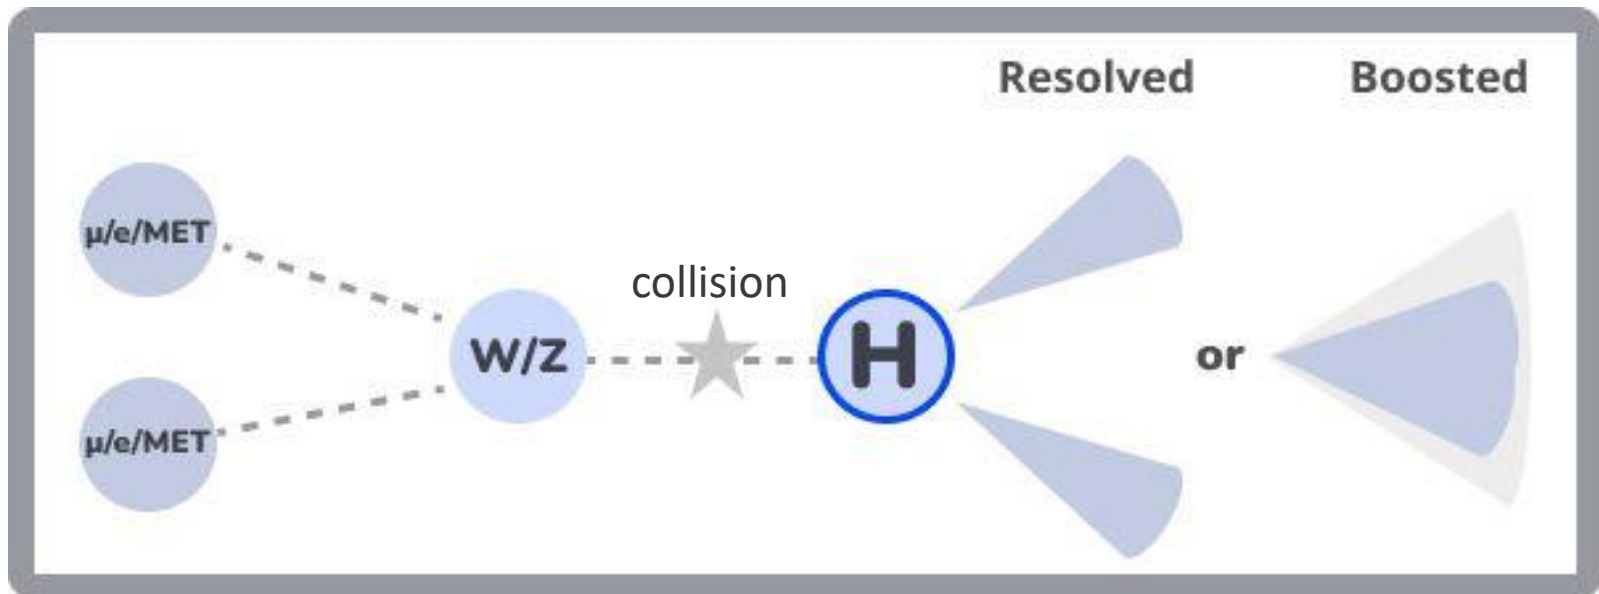 Resolved
Boosted
μ/e/MET
collision
W/Z
H
or
μ/e/MET